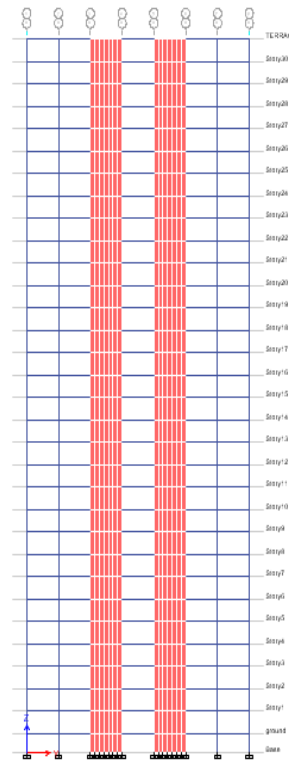 TERRAC
Story30
Story29
Story28
Story27
Story26
Story25
Story24
Story23
Story22
Story21
Story20
Story19
Story18
Story17
Story16
Story15
Story14
Story13
Story12
Story11
Story10
Story9
Story8
Story7
Story6
Story5
Story4
Story3
Story2
Story1
ground
Base
Z